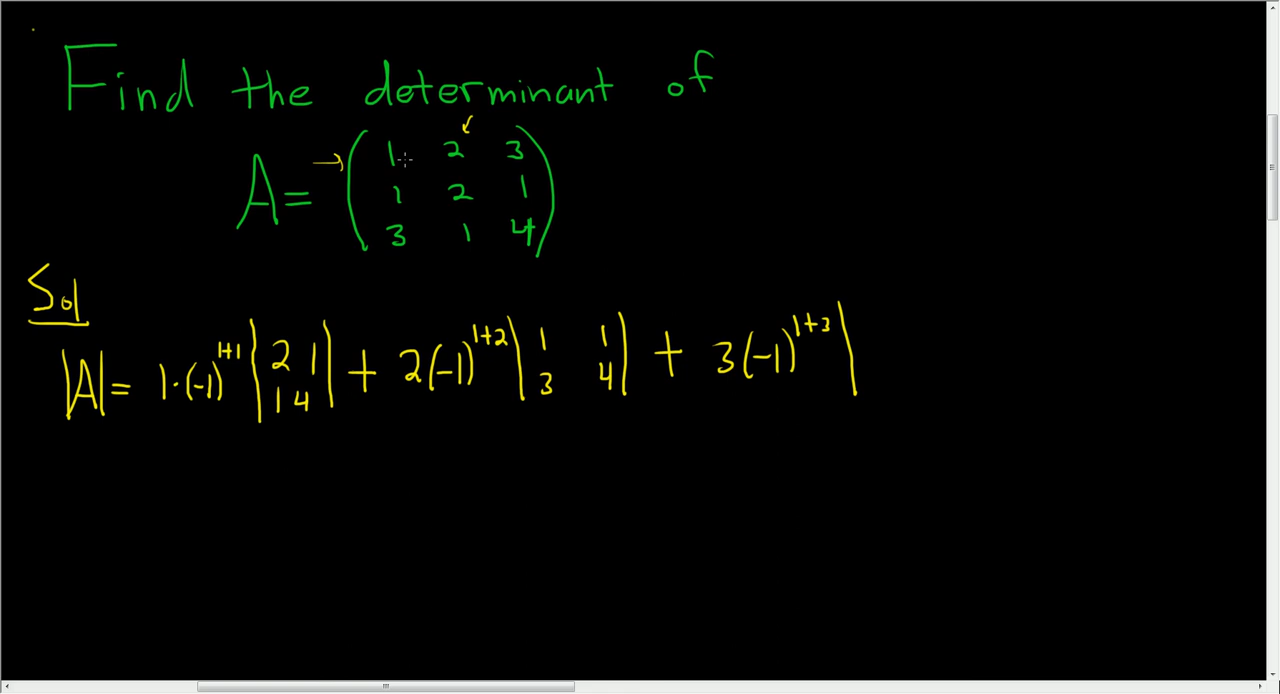 Find the determinant of
A = ( 1 2 3
1 2 1
3 1 4 )
Sol
|A| = 1·(-1)^{1+1} |2 1; 1 4| + 2(-1)^{1+2} |1 1; 3 4| + 3(-1)^{1+3} |